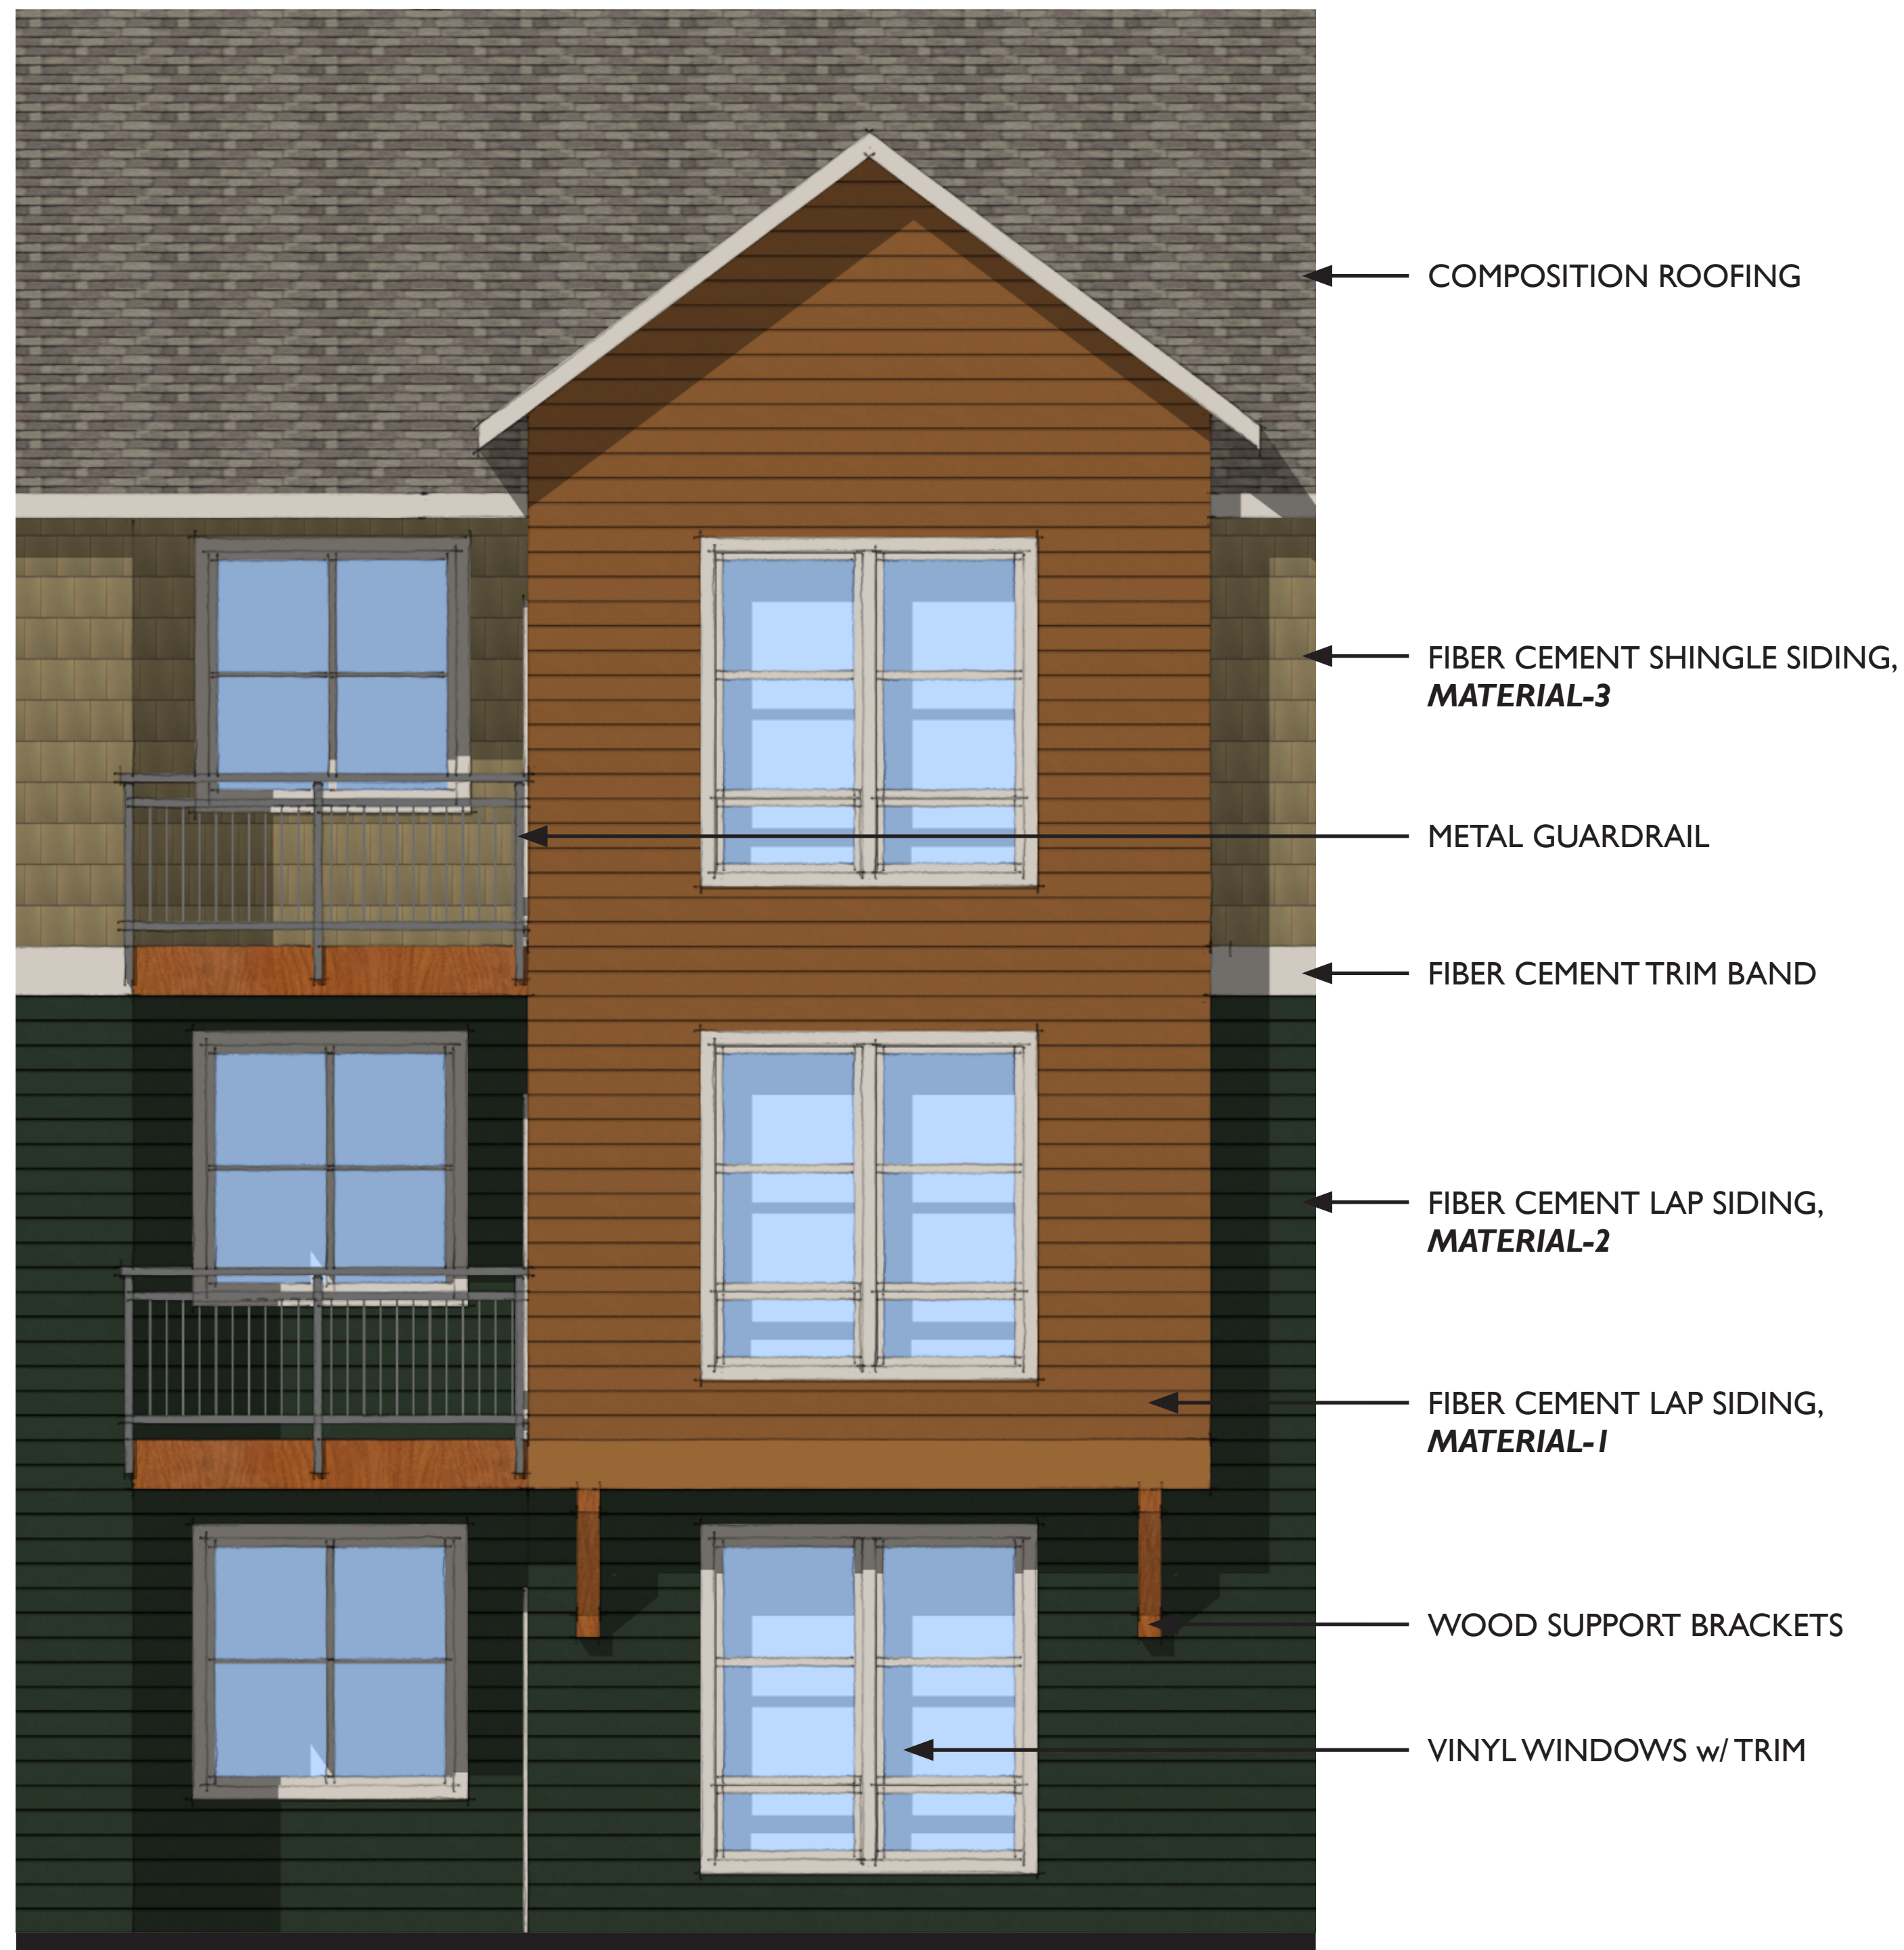 COMPOSITION ROOFING
FIBER CEMENT SHINGLE SIDING,
MATERIAL-3
METAL GUARDRAIL
FIBER CEMENT TRIM BAND
FIBER CEMENT LAP SIDING,
MATERIAL-2
FIBER CEMENT LAP SIDING,
MATERIAL-1
WOOD SUPPORT BRACKETS
VINYL WINDOWS w/ TRIM